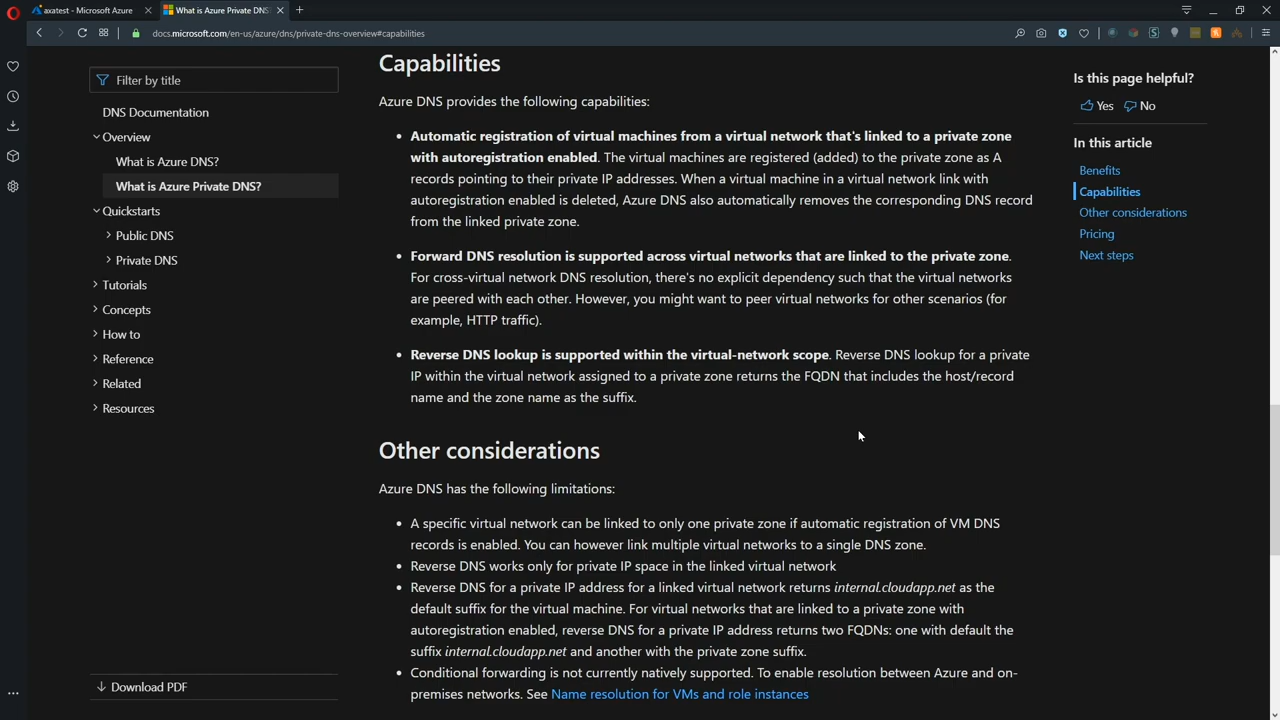 axatest - Microsoft Azure
What is Azure Private DNS
docs.microsoft.com/en-us/azure/dns/private-dns-overview#capabilities
Filter by title
DNS Documentation
Overview
What is Azure DNS?
What is Azure Private DNS?
Quickstarts
Public DNS
Private DNS
Tutorials
Concepts
How to
Reference
Related
Resources
Download PDF
Capabilities
Azure DNS provides the following capabilities:
Automatic registration of virtual machines from a virtual network that's linked to a private zone
with autoregistration enabled. The virtual machines are registered (added) to the private zone as A
records pointing to their private IP addresses. When a virtual machine in a virtual network link with
autoregistration enabled is deleted, Azure DNS also automatically removes the corresponding DNS record
from the linked private zone.
Forward DNS resolution is supported across virtual networks that are linked to the private zone.
For cross-virtual network DNS resolution, there's no explicit dependency such that the virtual networks
are peered with each other. However, you might want to peer virtual networks for other scenarios (for
example, HTTP traffic).
Reverse DNS lookup is supported within the virtual-network scope. Reverse DNS lookup for a private
IP within the virtual network assigned to a private zone returns the FQDN that includes the host/record
name and the zone name as the suffix.
Other considerations
Azure DNS has the following limitations:
A specific virtual network can be linked to only one private zone if automatic registration of VM DNS
records is enabled. You can however link multiple virtual networks to a single DNS zone.
Reverse DNS works only for private IP space in the linked virtual network
Reverse DNS for a private IP address for a linked virtual network returns internal.cloudapp.net as the
default suffix for the virtual machine. For virtual networks that are linked to a private zone with
autoregistration enabled, reverse DNS for a private IP address returns two FQDNs: one with default the
suffix internal.cloudapp.net and another with the private zone suffix.
Conditional forwarding is not currently natively supported. To enable resolution between Azure and on-
premises networks. See Name resolution for VMs and role instances
Is this page helpful?
Yes No
In this article
Benefits
Capabilities
Other considerations
Pricing
Next steps